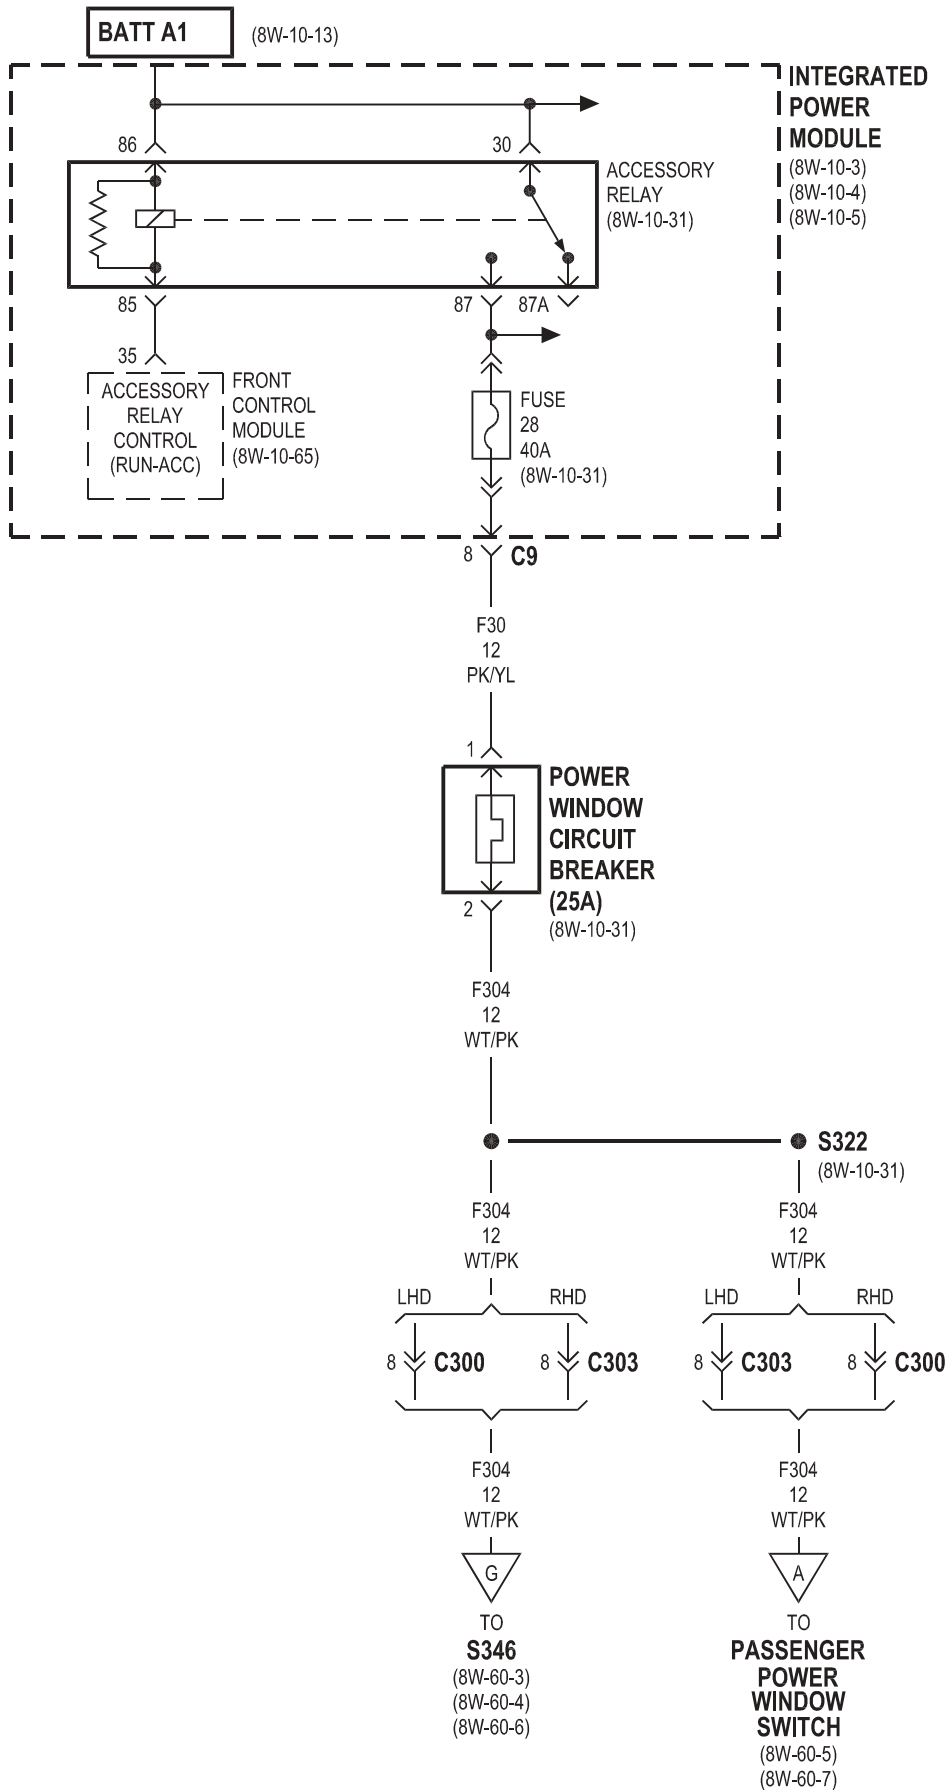 BATT A1
(8W-10-13)
INTEGRATED
POWER
MODULE
(8W-10-3)
(8W-10-4)
(8W-10-5)
86
30
ACCESSORY
RELAY
(8W-10-31)
85
87
87A
35
ACCESSORY
RELAY
CONTROL
(RUN-ACC)
FRONT
CONTROL
MODULE
(8W-10-65)
FUSE
28
40A
(8W-10-31)
8
C9
F30
12
PK/YL
1
POWER
WINDOW
CIRCUIT
BREAKER
(25A)
(8W-10-31)
2
F304
12
WT/PK
S322
(8W-10-31)
F304
12
WT/PK
F304
12
WT/PK
LHD
RHD
LHD
RHD
8
C300
8
C303
8
C303
8
C300
F304
12
WT/PK
F304
12
WT/PK
G
TO
S346
(8W-60-3)
(8W-60-4)
(8W-60-6)
A
TO
PASSENGER
POWER
WINDOW
SWITCH
(8W-60-5)
(8W-60-7)